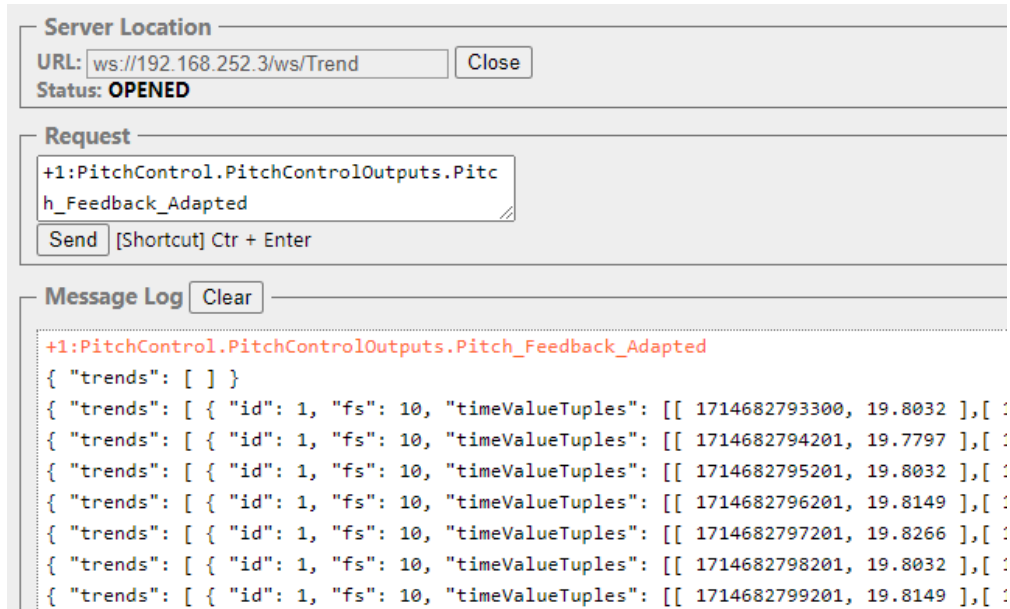 Server Location
URL: ws://192.168.252.3/ws/Trend Close
Status: OPENED
Request
+1:PitchControl.PitchControlOutputs.Pitc
h_Feedback_Adapted
Send [Shortcut] Ctr + Enter
Message Log Clear
+1:PitchControl.PitchControlOutputs.Pitch_Feedback_Adapted
{ "trends": [ ] }
{ "trends": [ { "id": 1, "fs": 10, "timeValueTuples": [[ 1714682793300, 19.8032 ],[
{ "trends": [ { "id": 1, "fs": 10, "timeValueTuples": [[ 1714682794201, 19.7797 ],[
{ "trends": [ { "id": 1, "fs": 10, "timeValueTuples": [[ 1714682795201, 19.8032 ],[
{ "trends": [ { "id": 1, "fs": 10, "timeValueTuples": [[ 1714682796201, 19.8149 ],[
{ "trends": [ { "id": 1, "fs": 10, "timeValueTuples": [[ 1714682797201, 19.8266 ],[
{ "trends": [ { "id": 1, "fs": 10, "timeValueTuples": [[ 1714682798201, 19.8032 ],[
{ "trends": [ { "id": 1, "fs": 10, "timeValueTuples": [[ 1714682799201, 19.8149 ],[